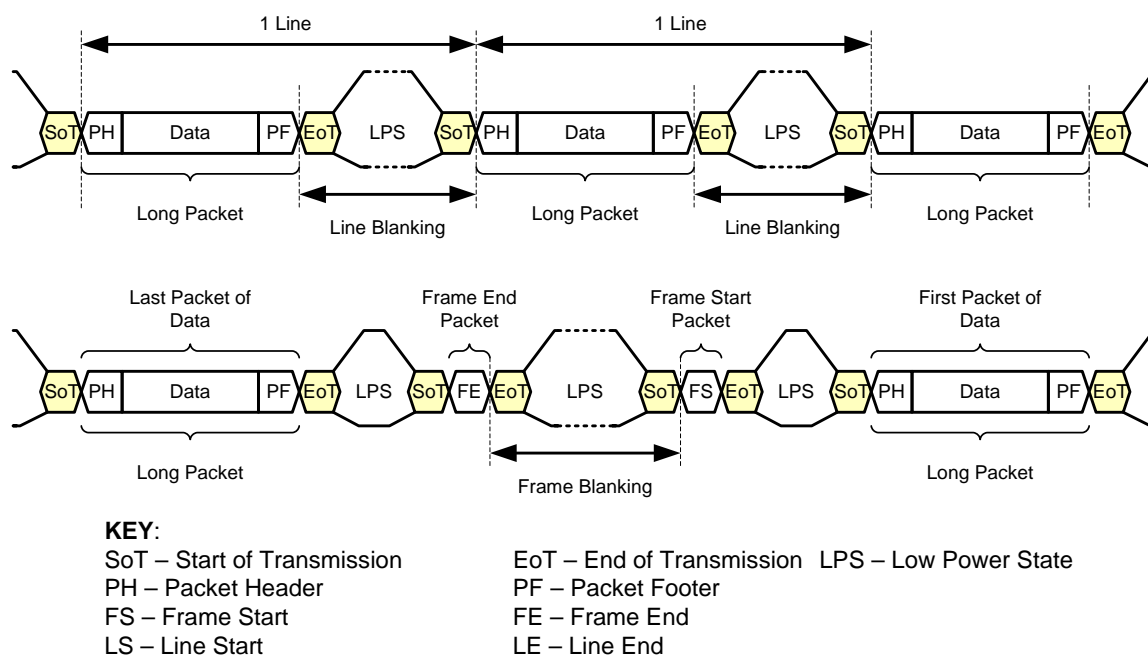 1 Line 1 Line
SoT PH Data PF EoT LPS SoT PH Data PF EoT LPS SoT PH Data PF EoT
Long Packet Line Blanking Long Packet Line Blanking Long Packet
Last Packet of Data Frame End Packet Frame Start Packet First Packet of Data
SoT PH Data PF EoT LPS SoT FE EoT LPS SoT FS EoT LPS SoT PH Data PF EoT
Long Packet Frame Blanking Long Packet
KEY:
SoT – Start of Transmission EoT – End of Transmission LPS – Low Power State
PH – Packet Header PF – Packet Footer
FS – Frame Start FE – Frame End
LS – Line Start LE – Line End